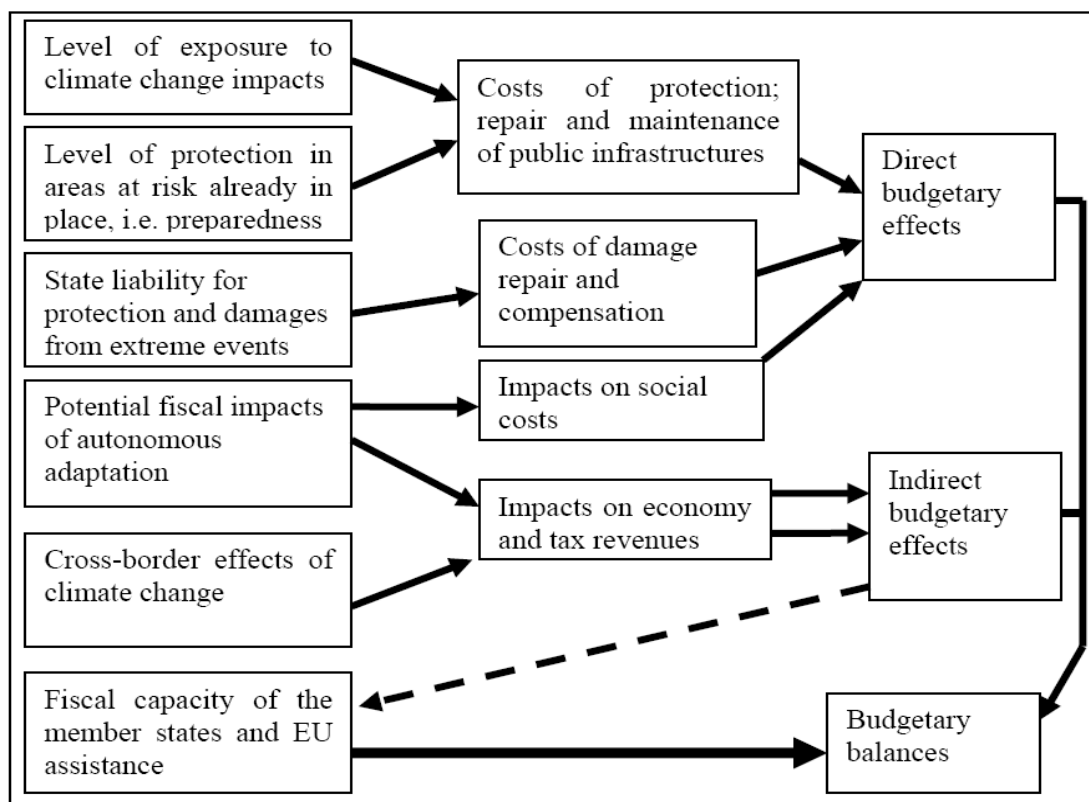 Level of exposure to
climate change impacts
Level of protection in
areas at risk already in
place, i.e. preparedness
State liability for
protection and damages
from extreme events
Potential fiscal impacts
of autonomous
adaptation
Cross-border effects of
climate change
Fiscal capacity of the
member states and EU
assistance
Costs of protection;
repair and maintenance
of public infrastructures
Costs of damage
repair and
compensation
Impacts on social
costs
Impacts on economy
and tax revenues
Direct
budgetary
effects
Indirect
budgetary
effects
Budgetary
balances